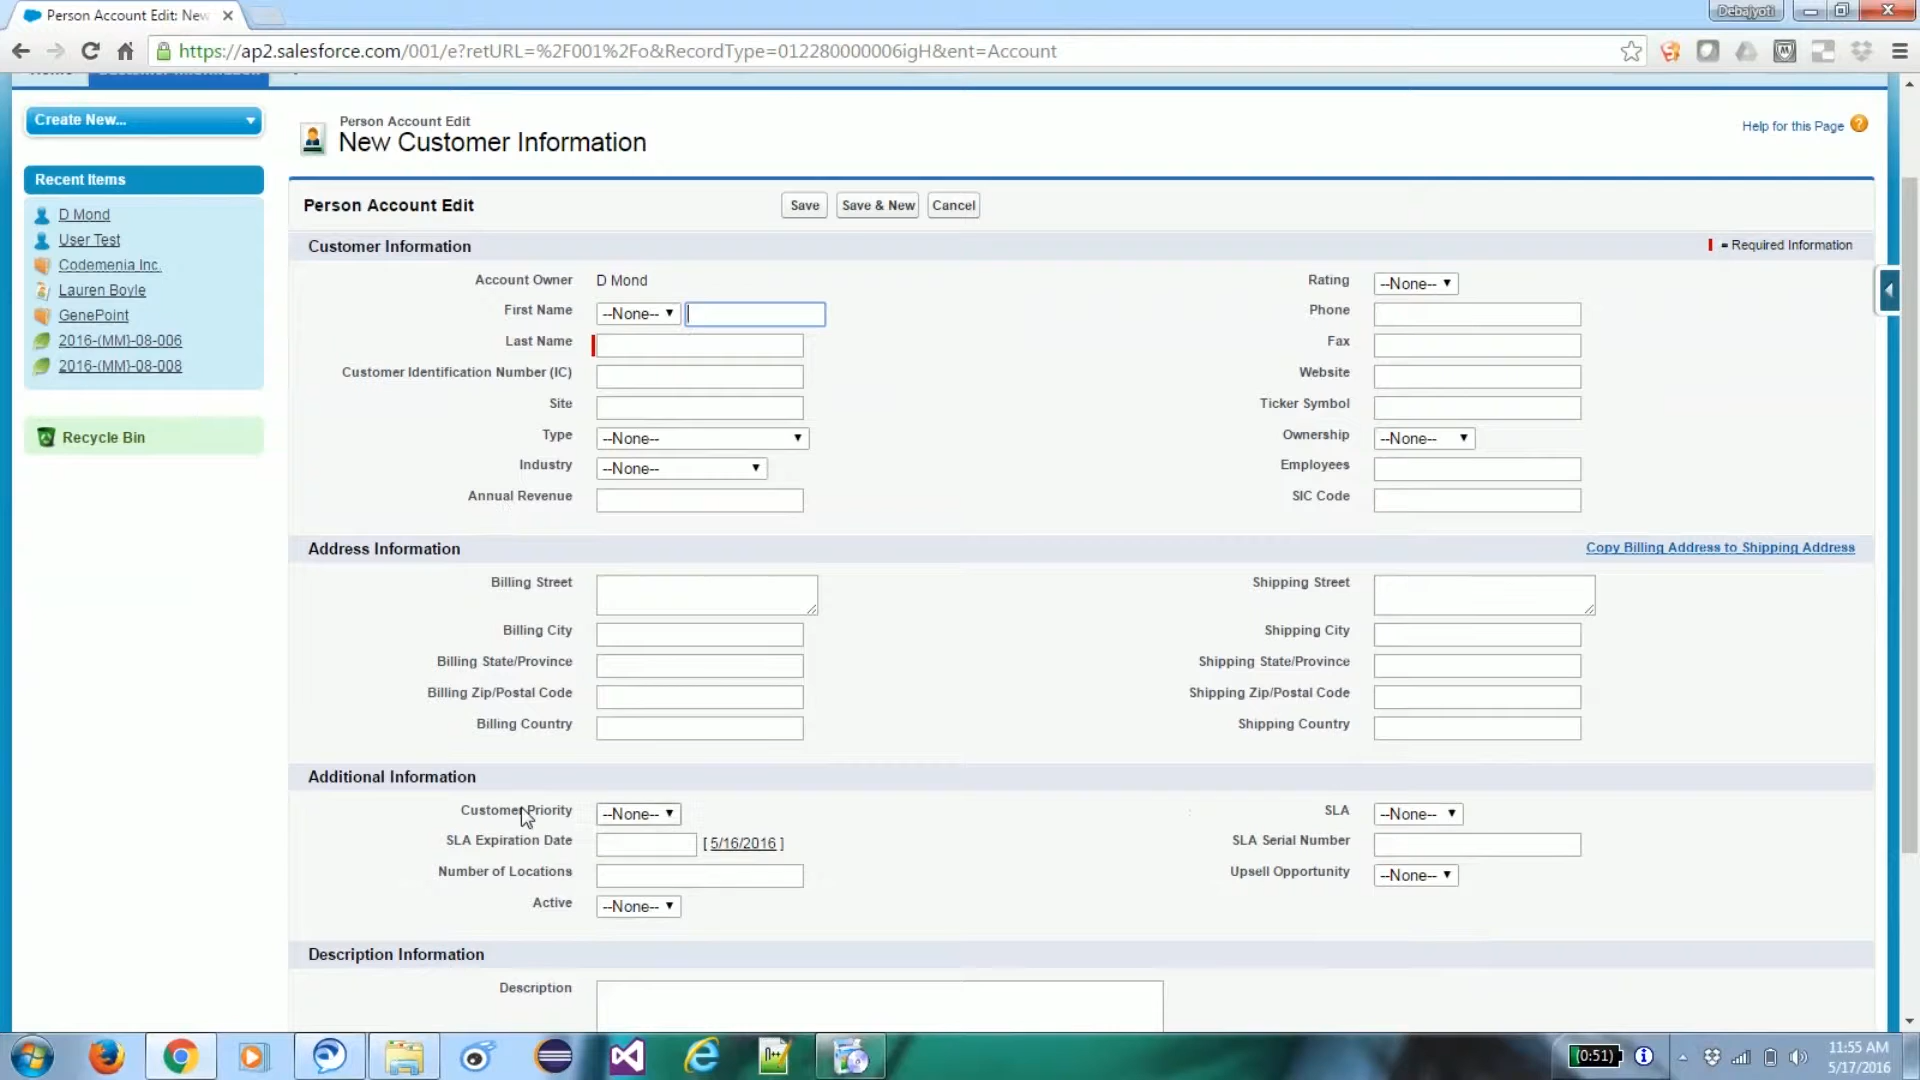 Person Account Edit: New
Debajyoti
https://ap2.salesforce.com/001/e?retURL=%2F001%2Fo&RecordType=012280000006igH&ent=Account
Create New...
Recent Items
D Mond
User Test
Codemenia Inc.
Lauren Boyle
GenePoint
2016-(MM)-08-006
2016-(MM)-08-008
Recycle Bin
Person Account Edit
New Customer Information
Help for this Page
Person Account Edit
Save
Save & New
Cancel
Customer Information
= Required Information
Account Owner D Mond
Rating --None--
First Name --None--
Phone
Last Name
Fax
Customer Identification Number (IC)
Website
Site
Ticker Symbol
Type --None--
Ownership --None--
Industry --None--
Employees
Annual Revenue
SIC Code
Address Information
Copy Billing Address to Shipping Address
Billing Street
Shipping Street
Billing City
Shipping City
Billing State/Province
Shipping State/Province
Billing Zip/Postal Code
Shipping Zip/Postal Code
Billing Country
Shipping Country
Additional Information
Customer Priority --None--
SLA --None--
SLA Expiration Date [ 5/16/2016 ]
SLA Serial Number
Number of Locations
Upsell Opportunity --None--
Active --None--
Description Information
Description
(0:51)
11:55 AM
5/17/2016